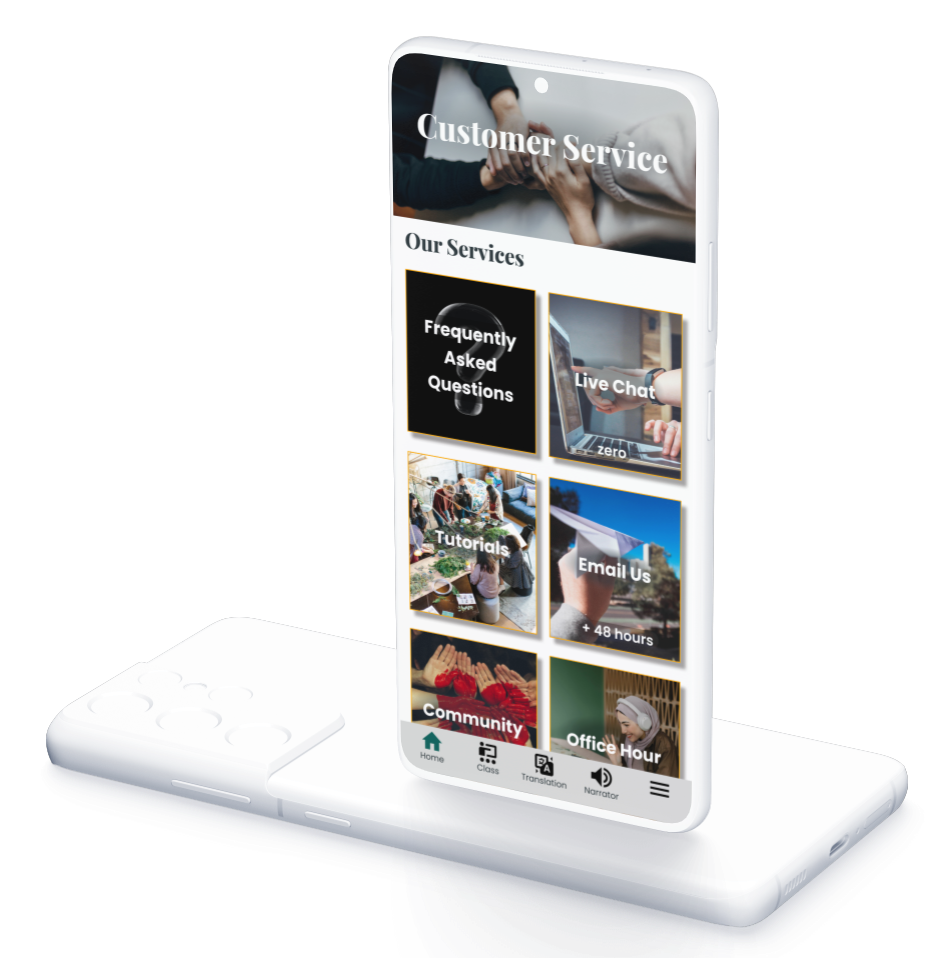 Customer Service
Our Services
Frequently
Asked
Questions
Live Chat
zero
Tutorials
Email Us
+ 48 hours
Community
Office Hour
Home
Class
Translation
Narrator